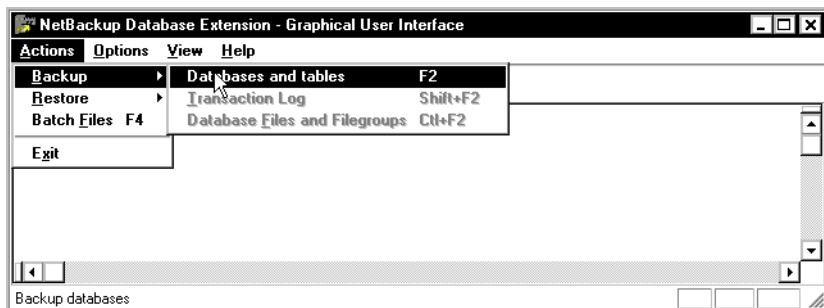 NetBackup Database Extension - Graphical User Interface
Actions Options View Help
Backup Databases and tables F2
Restore Transaction Log Shift+F2
Batch Files F4 Database Files and Filegroups Ctl+F2
Exit
Backup databases